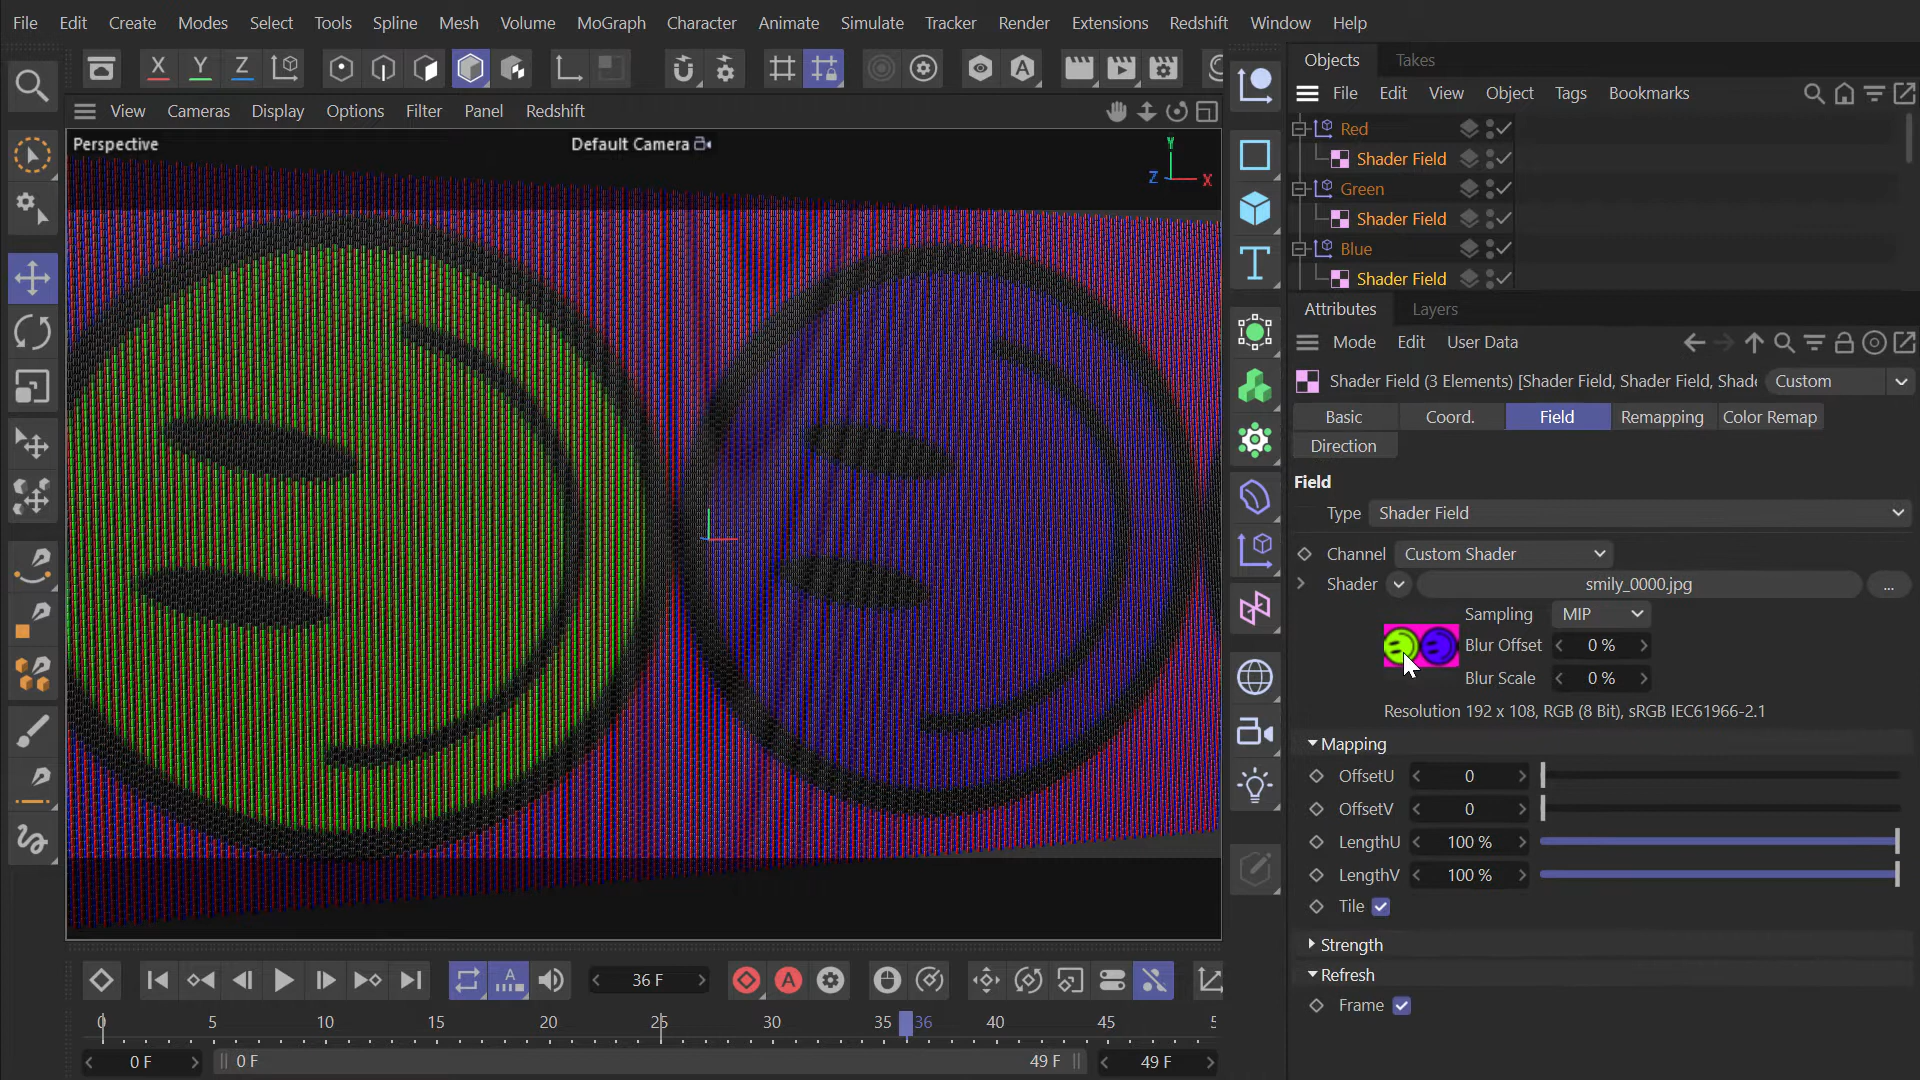 File Edit Create Modes Select Tools Spline Mesh Volume MoGraph Character Animate Simulate Tracker Render Extensions Redshift Window Help
X Y Z
View Cameras Display Options Filter Panel Redshift
Perspective
Default Camera
Y
Z
X
Objects Takes
File Edit View Object Tags Bookmarks
Red
Shader Field
Green
Shader Field
Blue
Shader Field
Attributes Layers
Mode Edit User Data
Shader Field (3 Elements) [Shader Field, Shader Field, Shade
Custom
Basic Coord. Field Remapping Color Remap
Direction
Field
Type Shader Field
Channel Custom Shader
Shader smily_0000.jpg ...
Sampling MIP
Blur Offset 0 %
Blur Scale 0 %
Resolution 192 x 108, RGB (8 Bit), sRGB IEC61966-2.1
Mapping
OffsetU 0
OffsetV 0
LengthU 100 %
LengthV 100 %
Tile
Strength
Refresh
Frame
36 F
0 5 10 15 20 25 30 35 36 40 45 5
0 F 0 F 49 F 49 F